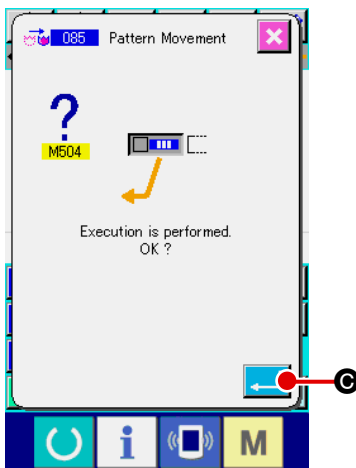 085 Pattern Movement
?
M504
Execution is performed.
OK ?
C
i M